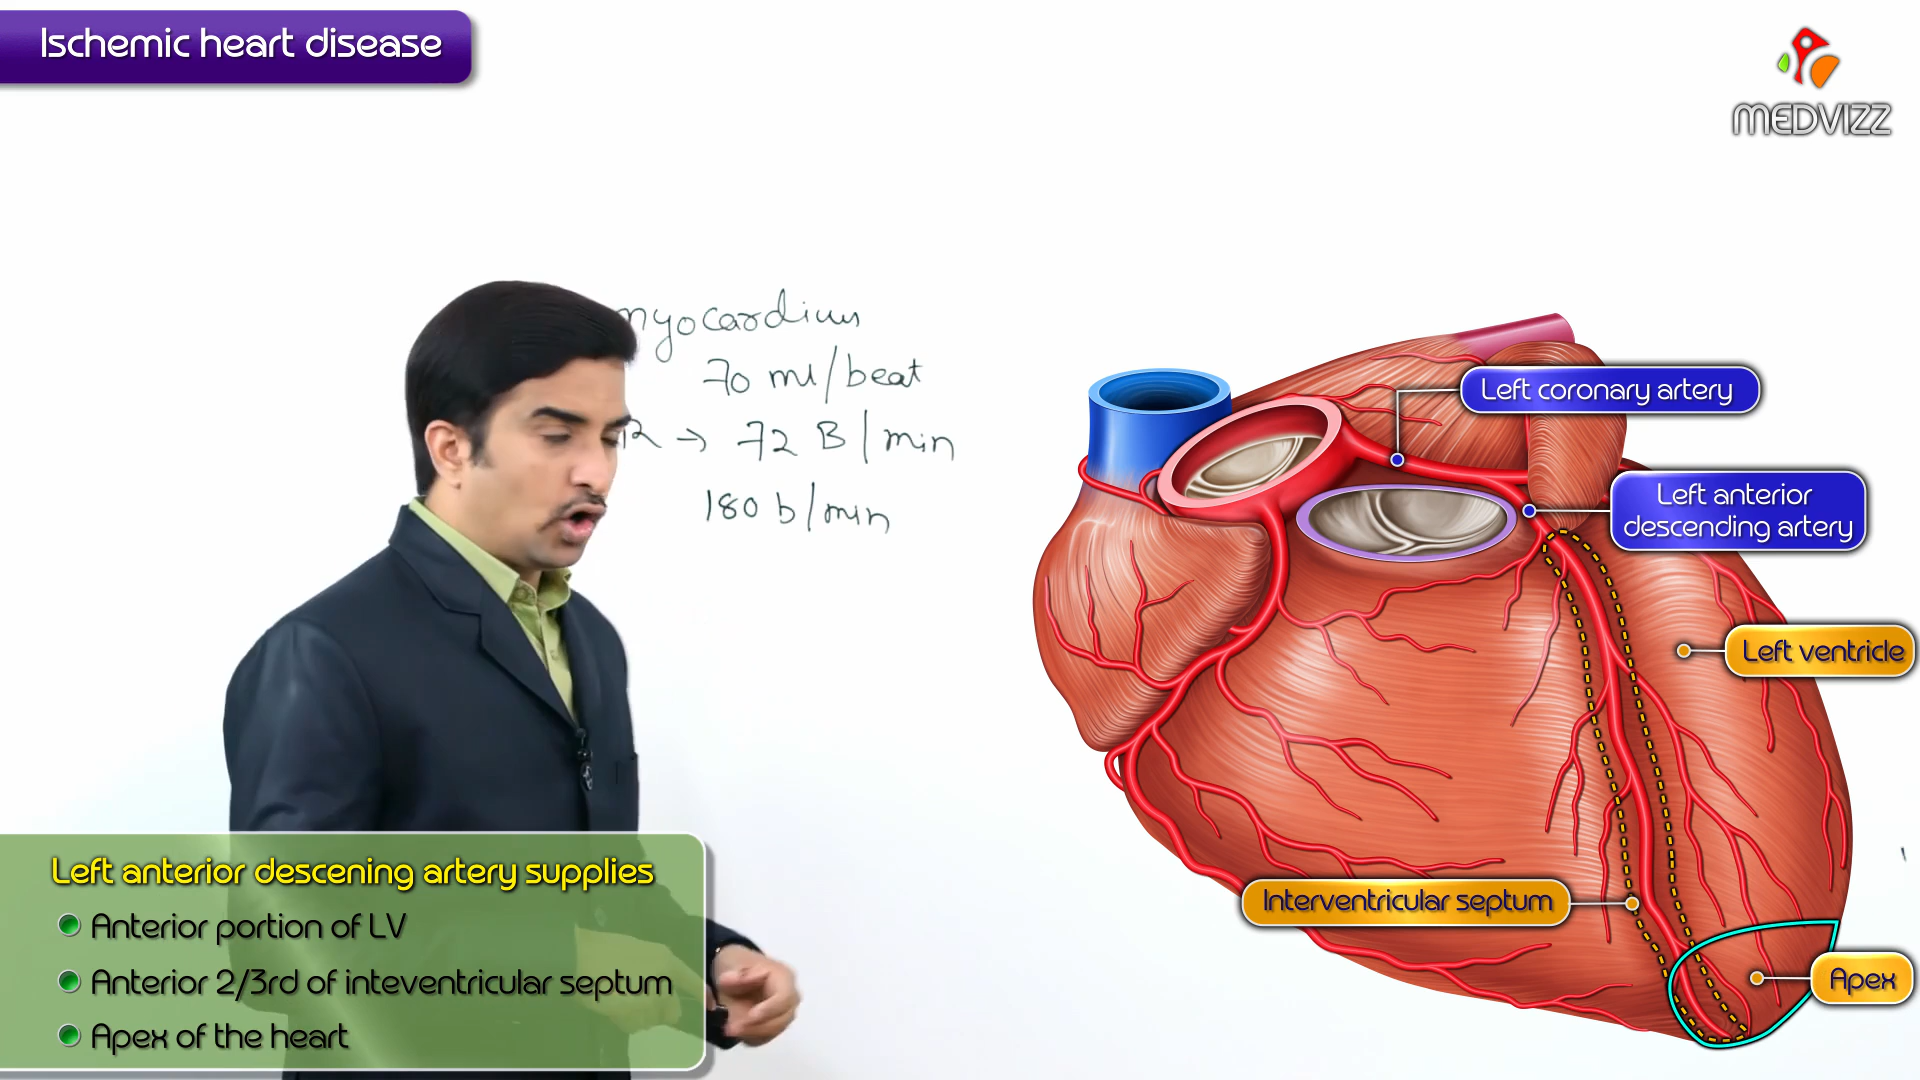 Ischemic heart disease
MEDVIZZ
myocardium
70 ml/beat
R → 72 B/min
180 b/min
Left coronary artery
Left anterior
descending artery
Left ventricle
Interventricular septum
Apex
Left anterior descening artery supplies
Anterior portion of LV
Anterior 2/3rd of inteventricular septum
Apex of the heart